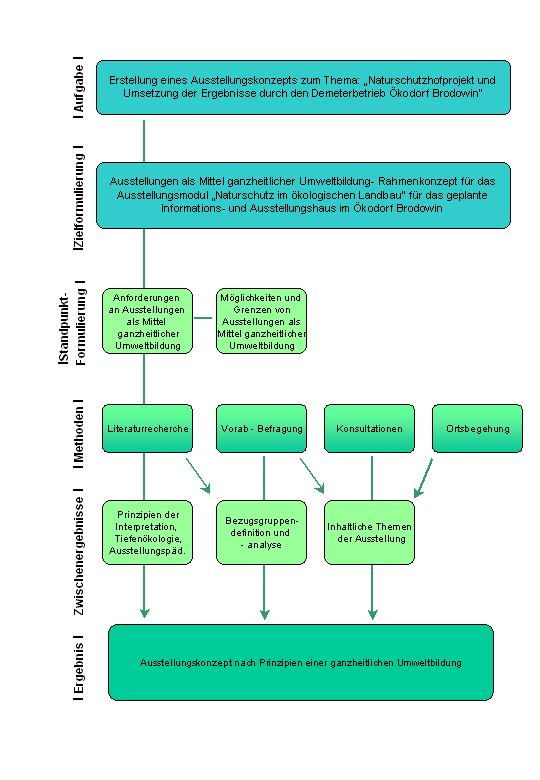 I Aufgabe I
Erstellung eines Ausstellungskonzepts zum Thema: „Naturschutzhofprojekt und
Umsetzung der Ergebnisse durch den Demeterbetrieb Ökodorf Brodowin"
IZielformulierung I
Ausstellungen als Mittel ganzheitlicher Umweltbildung- Rahmenkonzept für das
Ausstellungsmodul „Naturschutz im ökologischen Landbau" für das geplante
Informations- und Ausstellungshaus im Ökodorf Brodowin
IStandpunkt-
Formulierung I
Anforderungen
an Ausstellungen
als Mittel
ganzheitlicher
Umweltbildung
Möglichkeiten und
Grenzen von
Ausstellungen als
Mittel ganzheitlicher
Umweltbildung
I Methoden I
Literaturrecherche
Vorab - Befragung
Konsultationen
Ortsbegehung
Zwischenergebnisse I
Prinzipien der
Interpretation,
Tiefenökologie,
Ausstellungspäd.
Bezugsgruppen-
definition und
- analyse
Inhaltliche Themen
der Ausstellung
I Ergebnis I
Ausstellungskonzept nach Prinzipien einer ganzheitlichen Umweltbildung